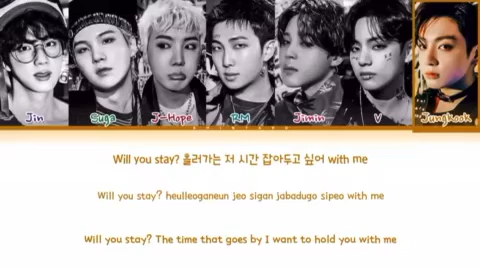 Jin Suga J-Hope RM Jimin V Jungkook
Will you stay? 흘러가는 저 시간 잡아두고 싶어 with me
Will you stay? heulleoganeun jeo sigan jabadugo sipeo with me
Will you stay? The time that goes by I want to hold you with me